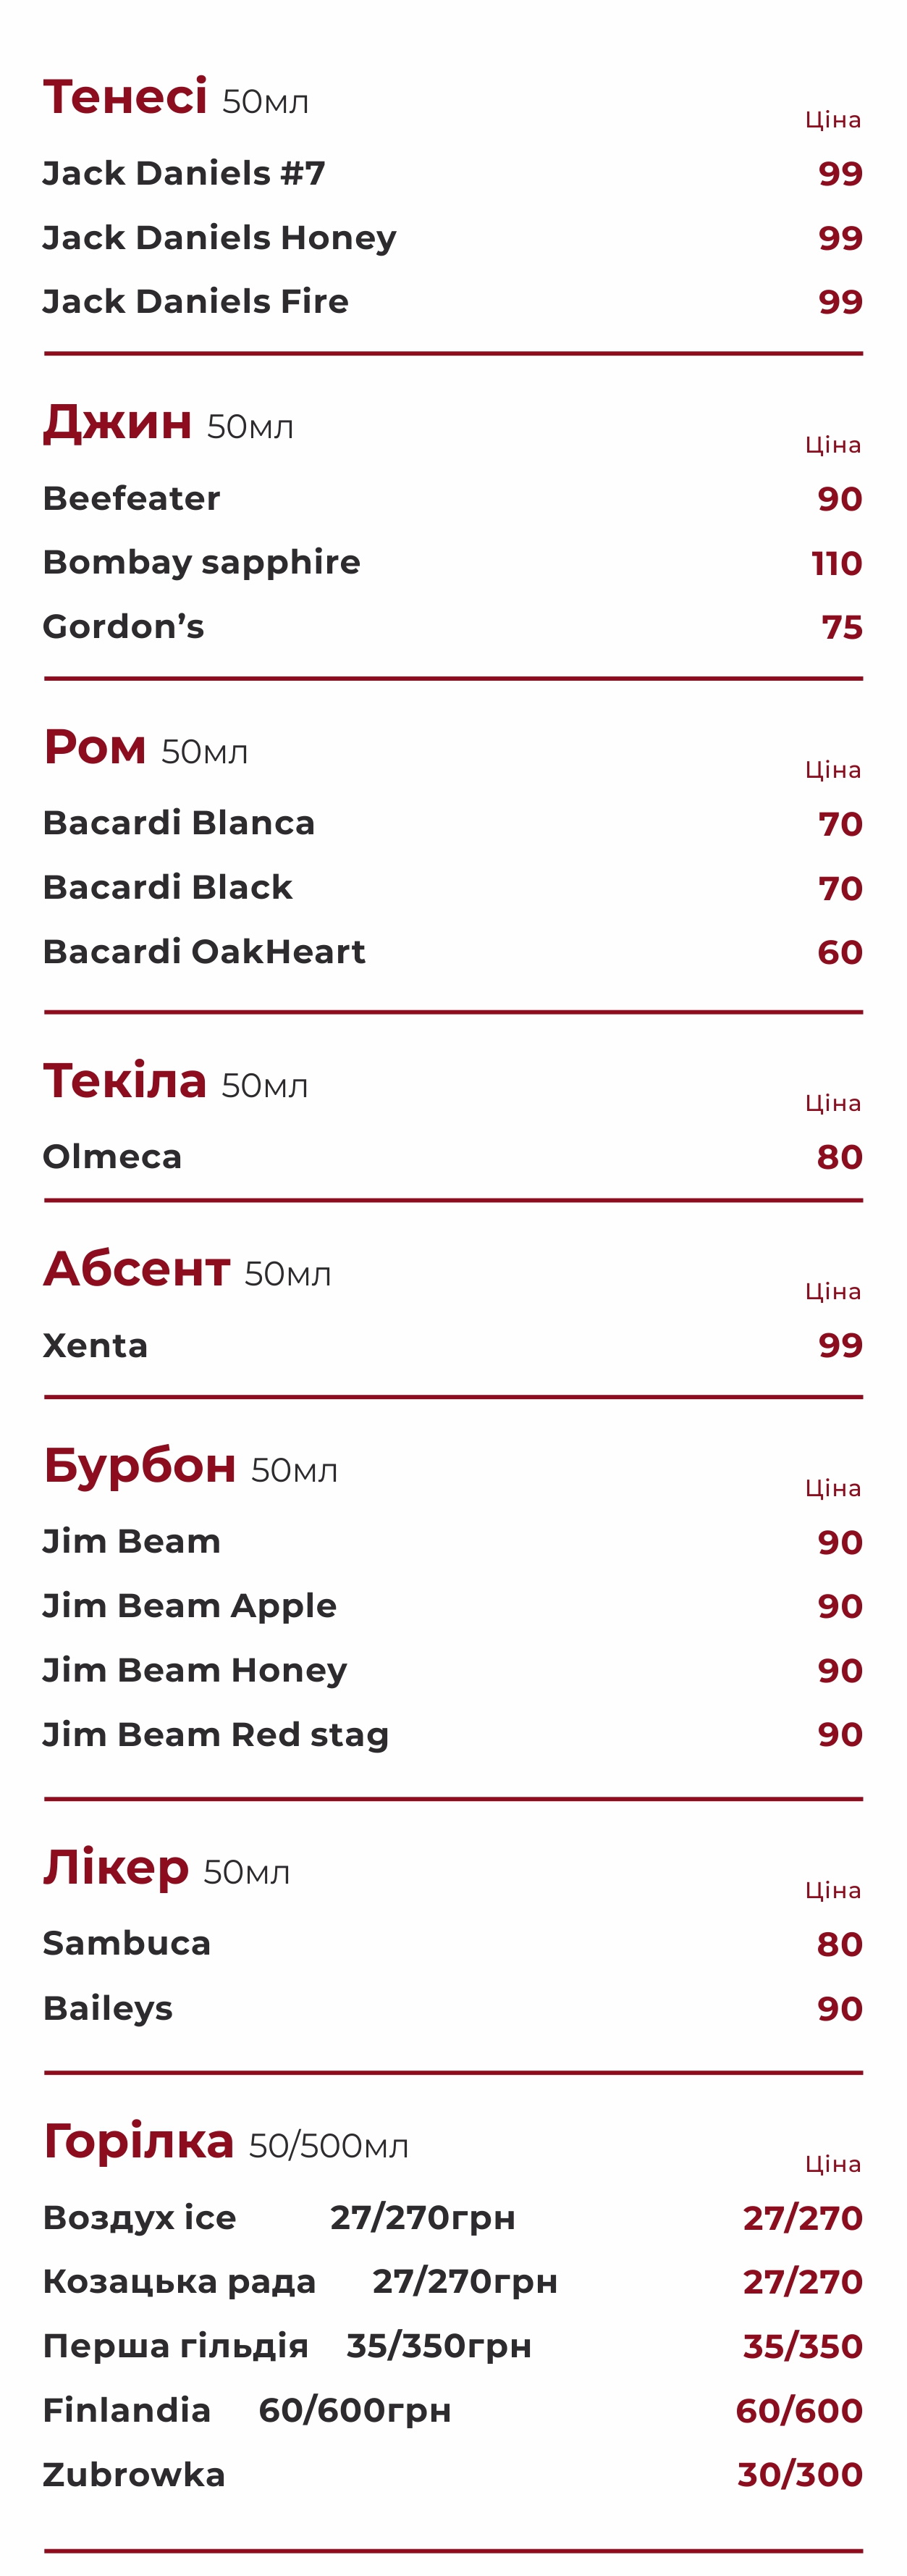 Тенесі 50мл
Ціна
Jack Daniels #7 99
Jack Daniels Honey 99
Jack Daniels Fire 99
Джин 50мл
Ціна
Beefeater 90
Bombay sapphire 110
Gordon’s 75
Ром 50мл
Ціна
Bacardi Blanca 70
Bacardi Black 70
Bacardi OakHeart 60
Текіла 50мл
Ціна
Olmeca 80
Абсент 50мл
Ціна
Xenta 99
Бурбон 50мл
Ціна
Jim Beam 90
Jim Beam Apple 90
Jim Beam Honey 90
Jim Beam Red stag 90
Лікер 50мл
Ціна
Sambuca 80
Baileys 90
Горілка 50/500мл
Ціна
Воздух ice 27/270грн 27/270
Козацька рада 27/270грн 27/270
Перша гільдія 35/350грн 35/350
Finlandia 60/600грн 60/600
Zubrowka 30/300